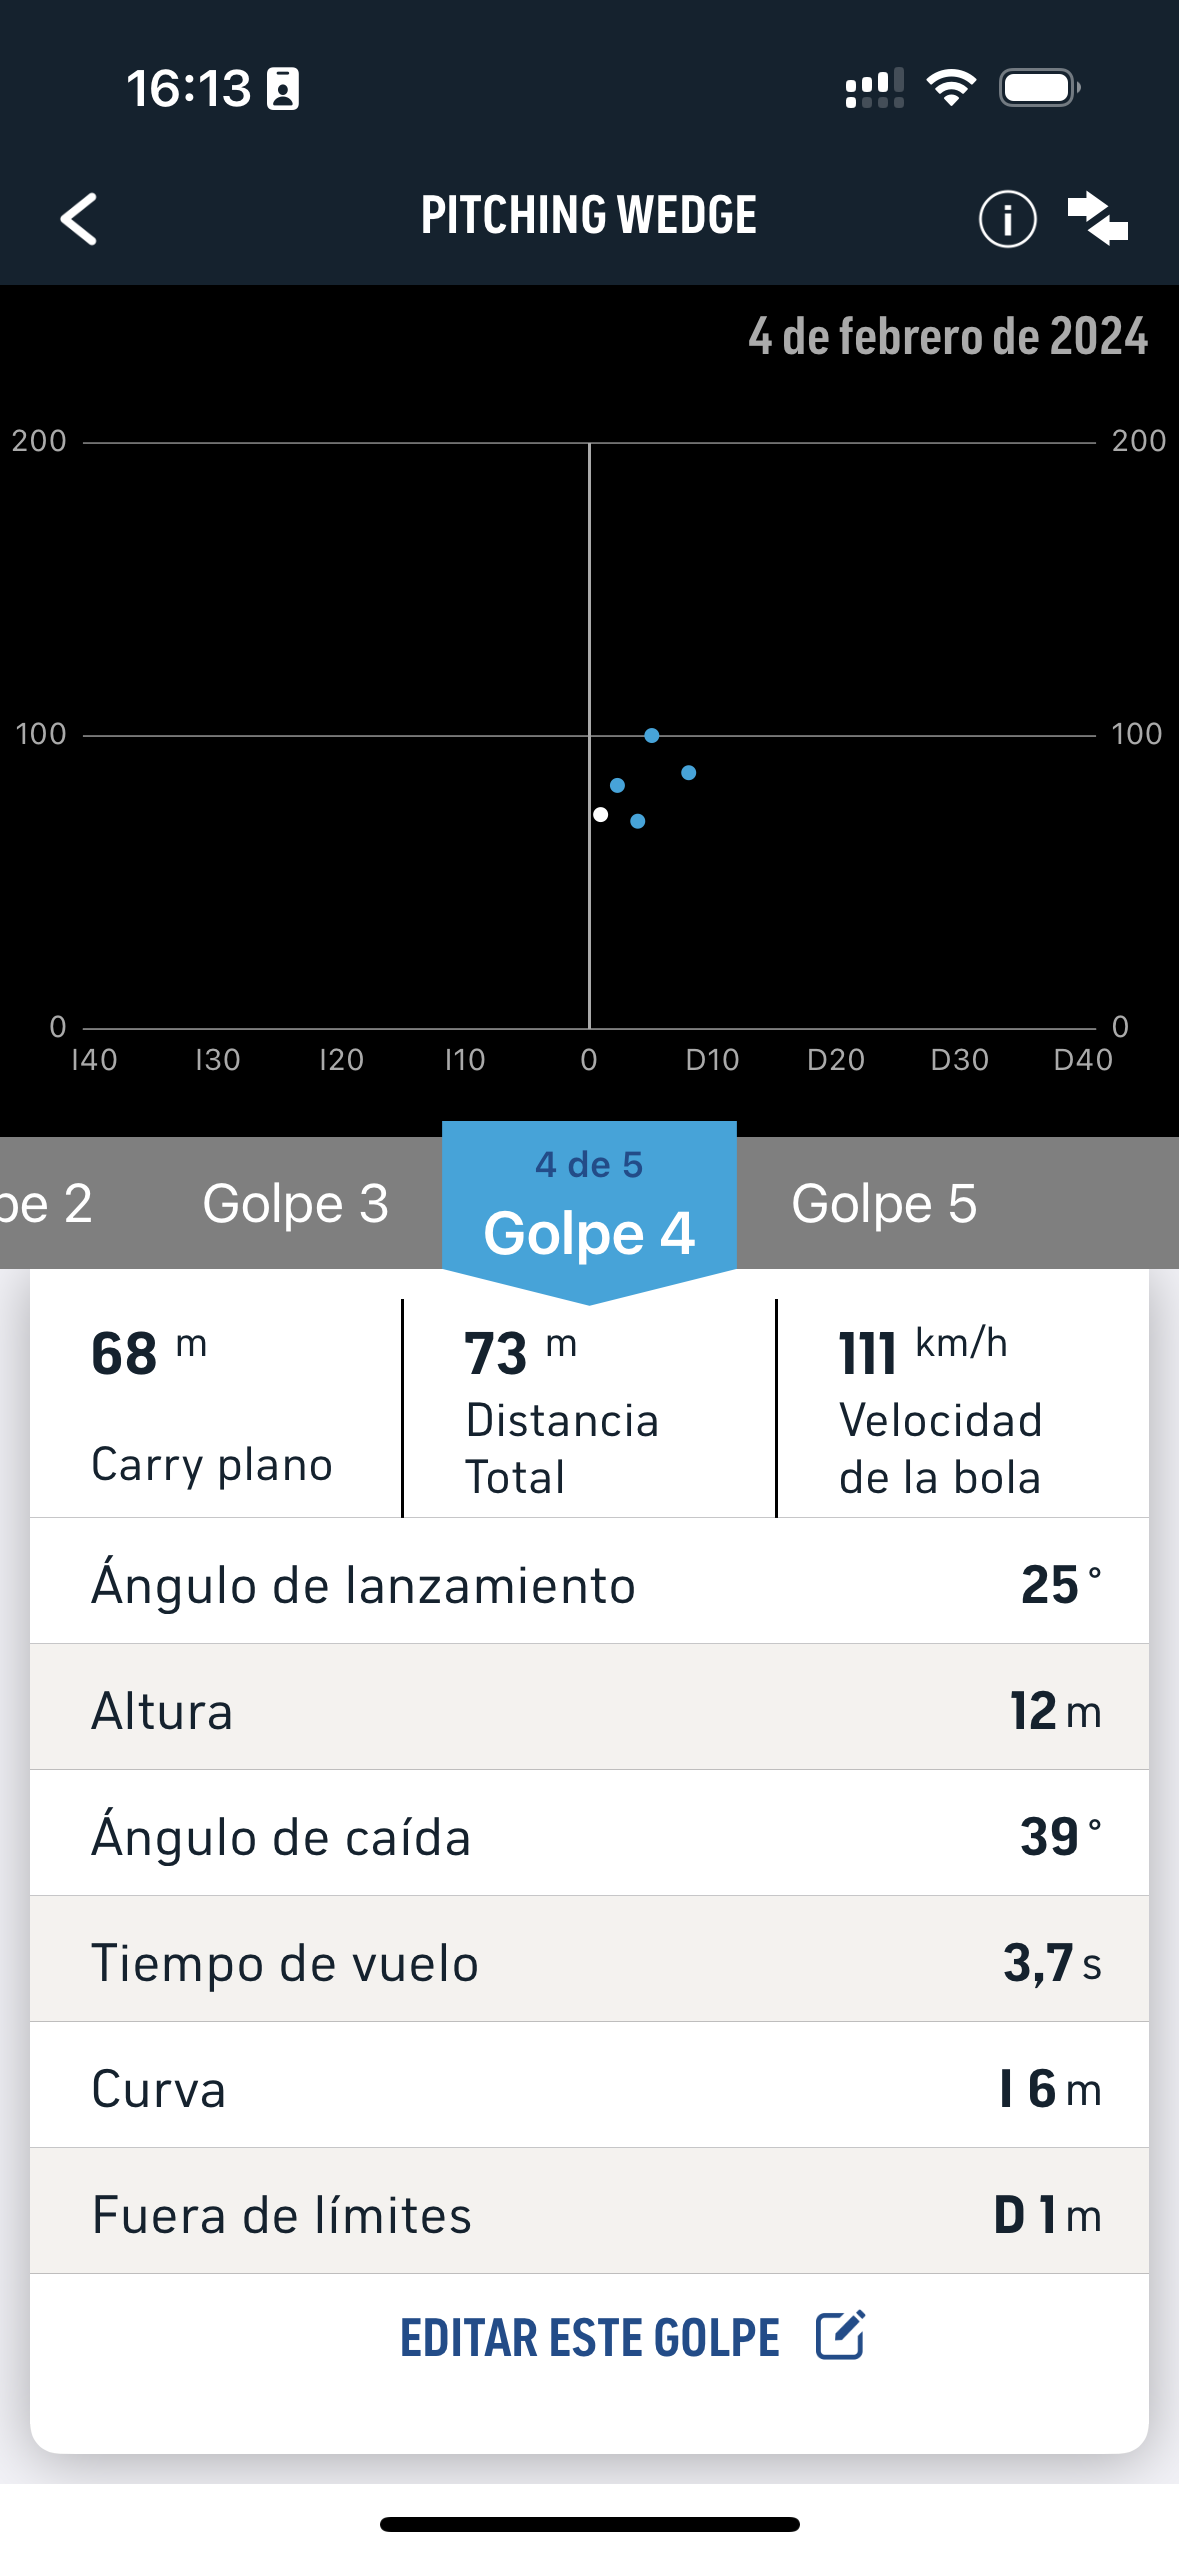 16:13
PITCHING WEDGE
4 de febrero de 2024
200 200
100 100
0 0
I40 I30 I20 I10 0 D10 D20 D30 D40
pe 2 Golpe 3 4 de 5 Golpe 5
Golpe 4
68 m 73 m 111 km/h
Carry plano Distancia Velocidad
Total de la bola
Ángulo de lanzamiento 25 °
Altura 12 m
Ángulo de caída 39 °
Tiempo de vuelo 3,7 s
Curva I 6 m
Fuera de límites D 1 m
EDITAR ESTE GOLPE